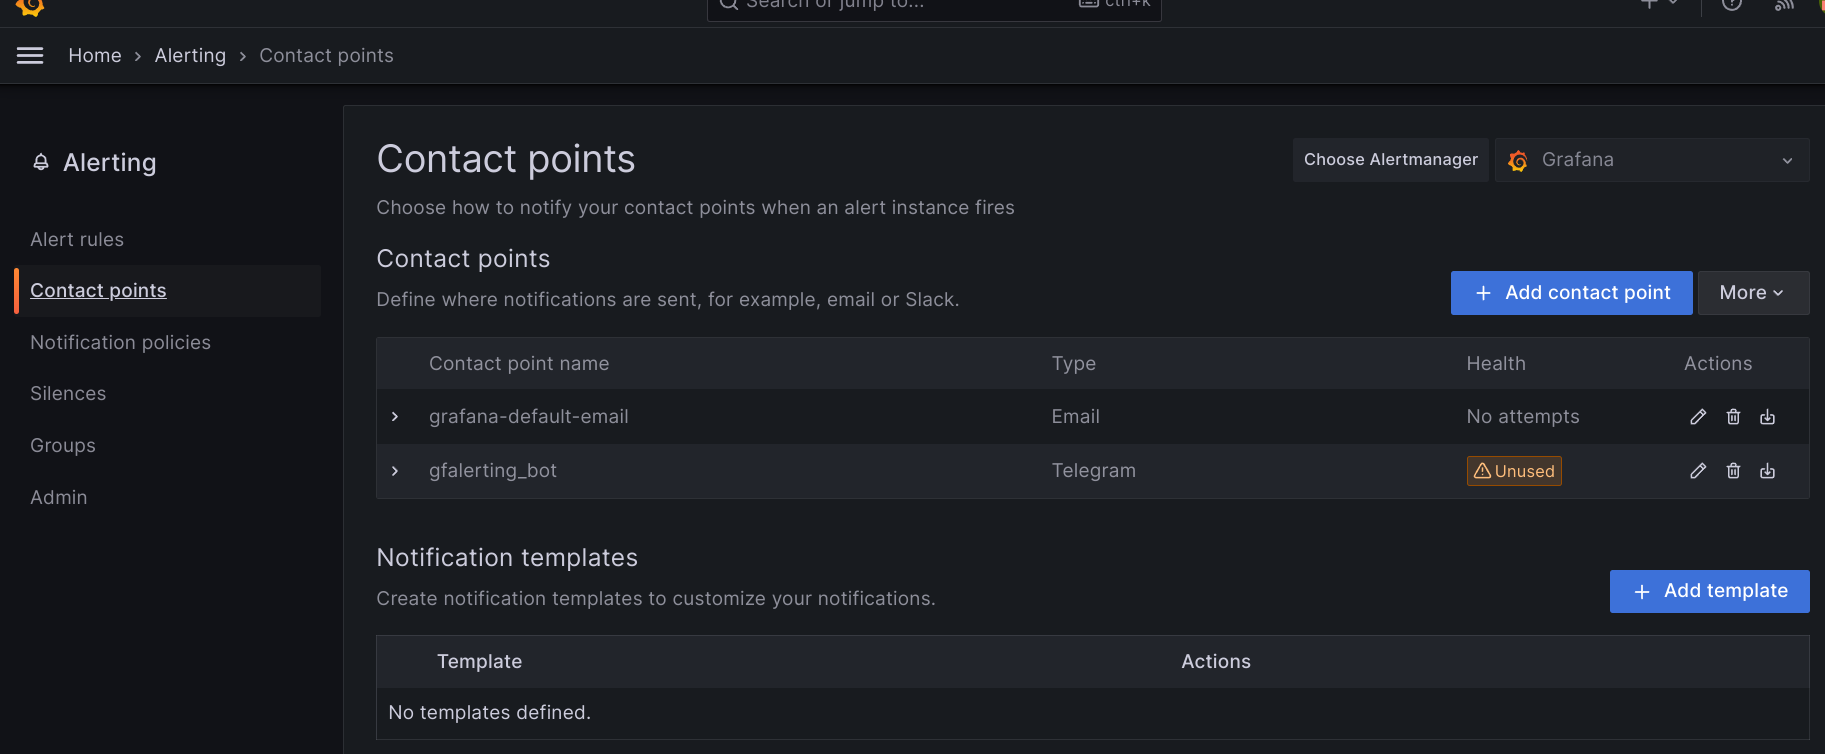 Search or jump to... ctrl+k
Home › Alerting › Contact points
Alerting
Alert rules
Contact points
Notification policies
Silences
Groups
Admin
Contact points
Choose Alertmanager Grafana
Choose how to notify your contact points when an alert instance fires
Contact points
Define where notifications are sent, for example, email or Slack.
+ Add contact point More
Contact point name Type Health Actions
grafana-default-email Email No attempts
gfalerting_bot Telegram Unused
Notification templates
Create notification templates to customize your notifications.
+ Add template
Template Actions
No templates defined.